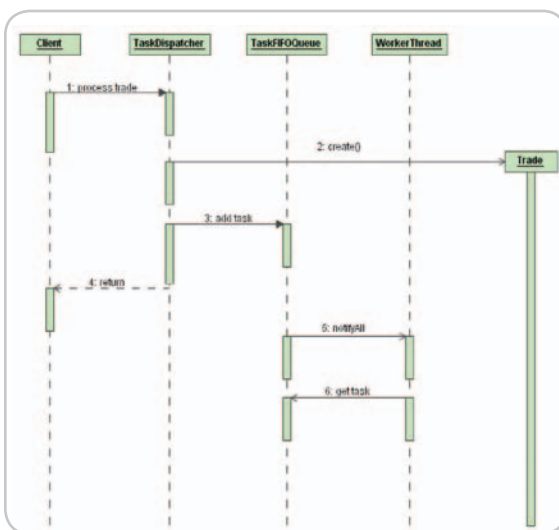 Client TaskDispatcher TaskFIFOQueue WorkerThread
1: process trade
2: create()
Trade
3: add task
4: return
5: notifyAll
6: get task